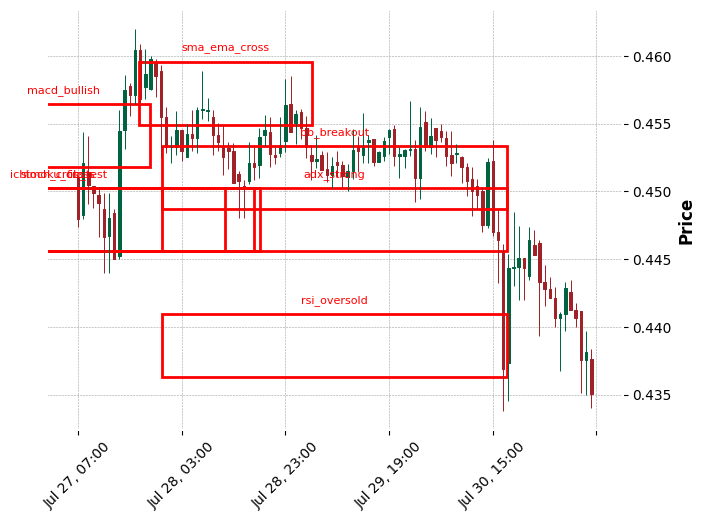 sma_ema_cross
macd_bullish
bb_breakout
adx_strong
rsi_oversold
0.460
0.455
0.450
0.445
0.440
0.435
Price
Jul 27, 07:00
Jul 28, 03:00
Jul 28, 23:00
Jul 29, 19:00
Jul 30, 15:00